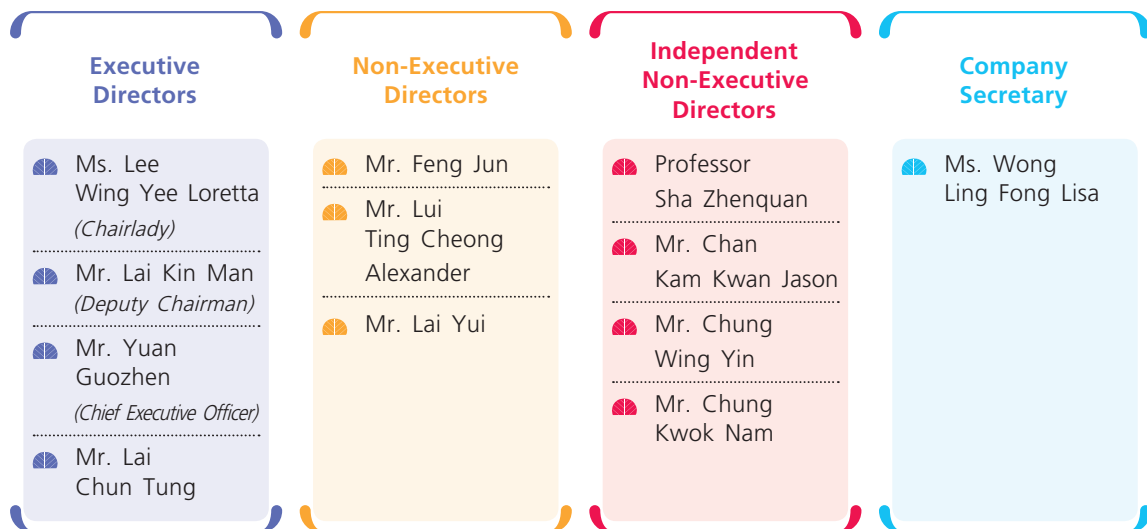 Executive
Directors
Ms. Lee
Wing Yee Loretta
(Chairlady)
Mr. Lai Kin Man
(Deputy Chairman)
Mr. Yuan
Guozhen
(Chief Executive Officer)
Mr. Lai
Chun Tung
Non-Executive
Directors
Mr. Feng Jun
Mr. Lui
Ting Cheong
Alexander
Mr. Lai Yui
Independent
Non-Executive
Directors
Professor
Sha Zhenquan
Mr. Chan
Kam Kwan Jason
Mr. Chung
Wing Yin
Mr. Chung
Kwok Nam
Company
Secretary
Ms. Wong
Ling Fong Lisa